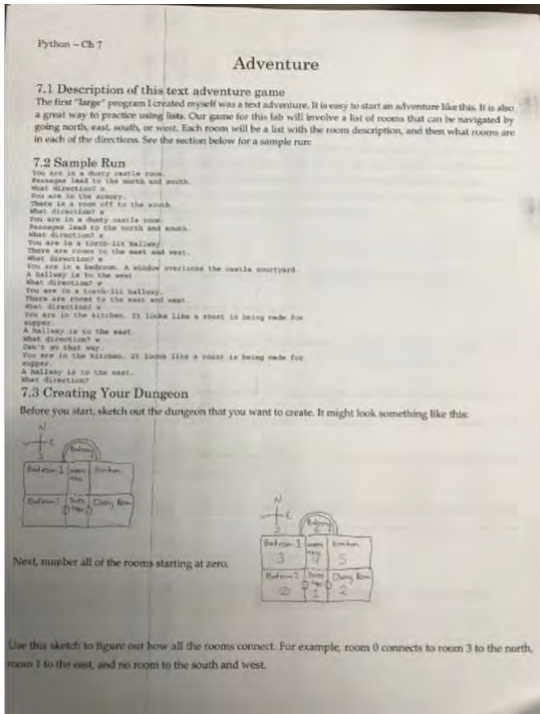 Python – Ch 7
Adventure
7.1 Description of this text adventure game
The first "large" program I created myself was a text adventure. It is easy to start an adventure like this. It is also
a great way to practice using lists. Our game for this lab will involve a list of rooms that can be navigated by
going north, east, south, or west. Each room will be a list with the room description, and then what rooms are
in each of the directions. See the section below for a sample run:
7.2 Sample Run
You are in a dusty castle room.
Passages lead to the north and south.
What direction? n
You are in the armory.
There is a room off to the south.
What direction? s
You are in a dusty castle room.
Passages lead to the north and south.
What direction? s
You are in a torch-lit hallway.
There are rooms to the east and west.
What direction? e
You are in a bedroom. A window overlooks the castle courtyard.
A hallway is to the west.
What direction? w
You are in a torch-lit hallway.
There are rooms to the east and west.
What direction? w
You are in the kitchen. It looks like a roast is being made for
supper.
A hallway is to the east.
What direction? w
Can't go that way.
You are in the kitchen. It looks like a roast is being made for
supper.
A hallway is to the east.
What direction?
7.3 Creating Your Dungeon
Before you start, sketch out the dungeon that you want to create. It might look something like this:
N
E
Balcony
Bedroom 1 Kitchen
Bedroom 2 Dining Room
Next, number all of the rooms starting at zero.
N
E
Balcony
6
Bedroom 1 Kitchen
3 4 5
Bedroom 2 Dining Room
0 1 2
Use this sketch to figure out how all the rooms connect. For example, room 0 connects to room 3 to the north,
room 1 to the east, and no room to the south and west.